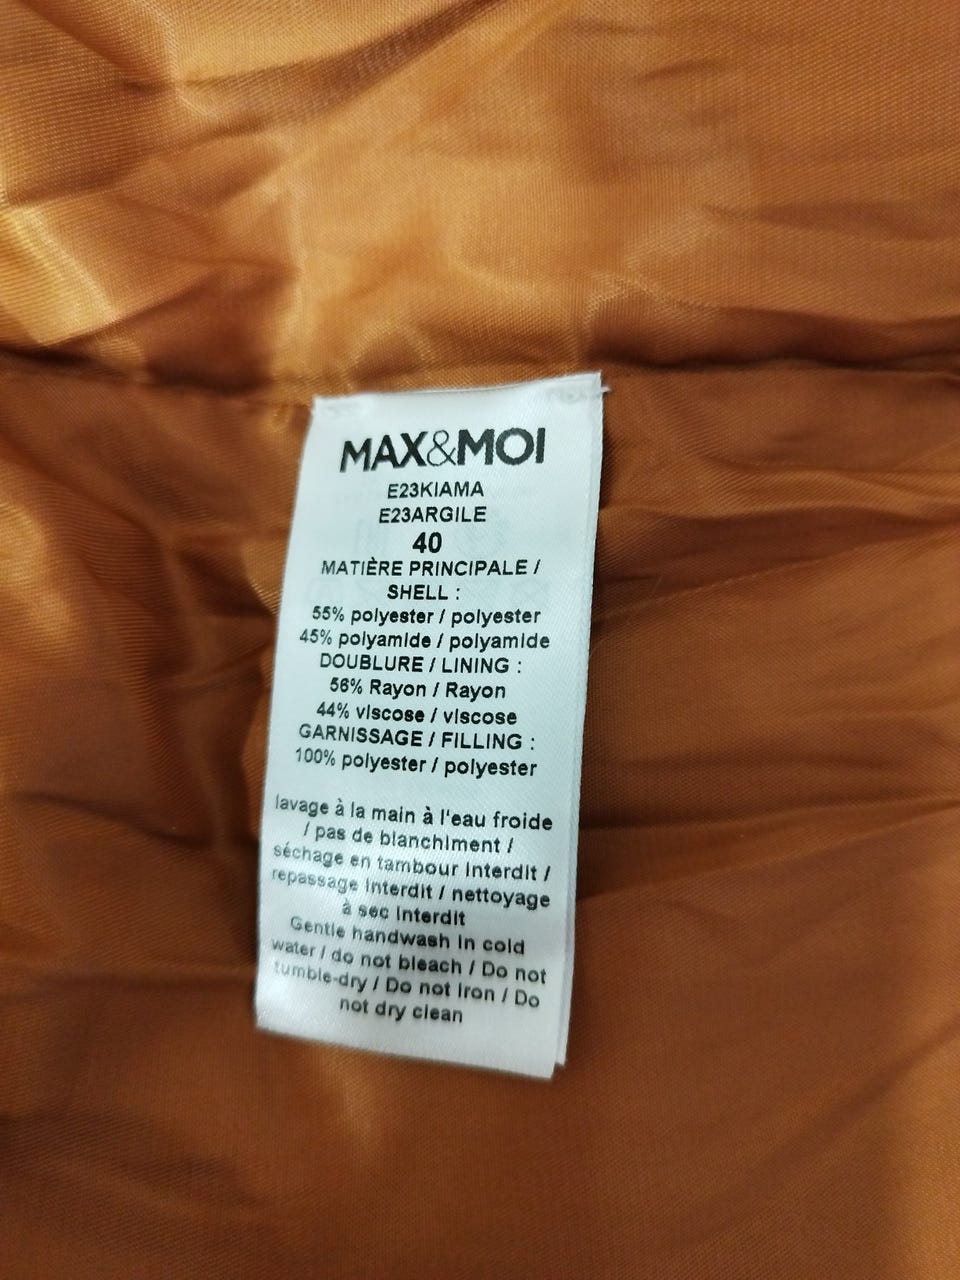 MAX&MOI
E23KIAMA
E23ARGILE
40
MATIÈRE PRINCIPALE /
SHELL :
55% polyester / polyester
45% polyamide / polyamide
DOUBLURE / LINING :
56% Rayon / Rayon
44% viscose / viscose
GARNISSAGE / FILLING :
100% polyester / polyester
lavage à la main à l'eau froide
/ pas de blanchiment /
séchage en tambour interdit /
repassage interdit / nettoyage
à sec interdit
Gentle handwash in cold
water / do not bleach / Do not
tumble-dry / Do not iron / Do
not dry clean